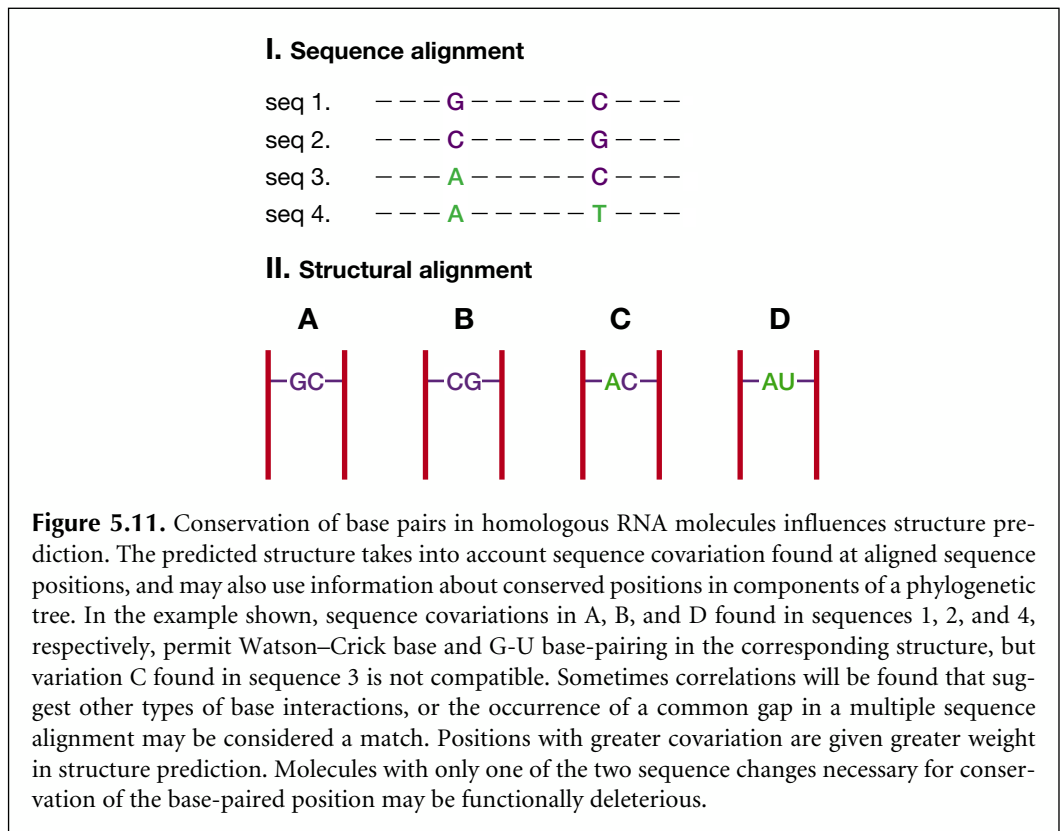 I. Sequence alignment
seq 1. – – – G – – – – – C – – –
seq 2. – – – C – – – – – G – – –
seq 3. – – – A – – – – – C – – –
seq 4. – – – A – – – – – T – – –
II. Structural alignment
A B C D
GC CG AC AU
Figure 5.11. Conservation of base pairs in homologous RNA molecules influences structure pre-
diction. The predicted structure takes into account sequence covariation found at aligned sequence
positions, and may also use information about conserved positions in components of a phylogenetic
tree. In the example shown, sequence covariations in A, B, and D found in sequences 1, 2, and 4,
respectively, permit Watson–Crick base and G-U base-pairing in the corresponding structure, but
variation C found in sequence 3 is not compatible. Sometimes correlations will be found that sug-
gest other types of base interactions, or the occurrence of a common gap in a multiple sequence
alignment may be considered a match. Positions with greater covariation are given greater weight
in structure prediction. Molecules with only one of the two sequence changes necessary for conser-
vation of the base-paired position may be functionally deleterious.